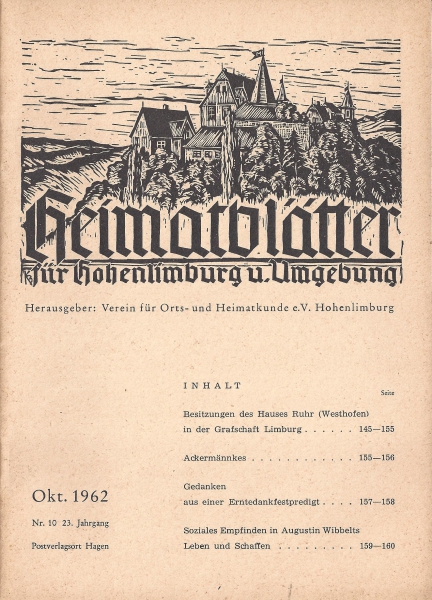 Heimatblätter
für Hohenlimburg u. Umgebung
Herausgeber: Verein für Orts- und Heimatkunde e.V. Hohenlimburg
INHALT
Seite
Besitzungen des Hauses Ruhr (Westhofen)
in der Grafschaft Limburg . . . . . . 145—155
Ackermännkes . . . . . . . . . . . . 155—156
Gedanken
aus einer Erntedankfestpredigt . . . . 157—158
Soziales Empfinden in Augustin Wibbelts
Leben und Schaffen . . . . . . . . . 159—160
Okt. 1962
Nr. 10 23. Jahrgang
Postverlagsort Hagen